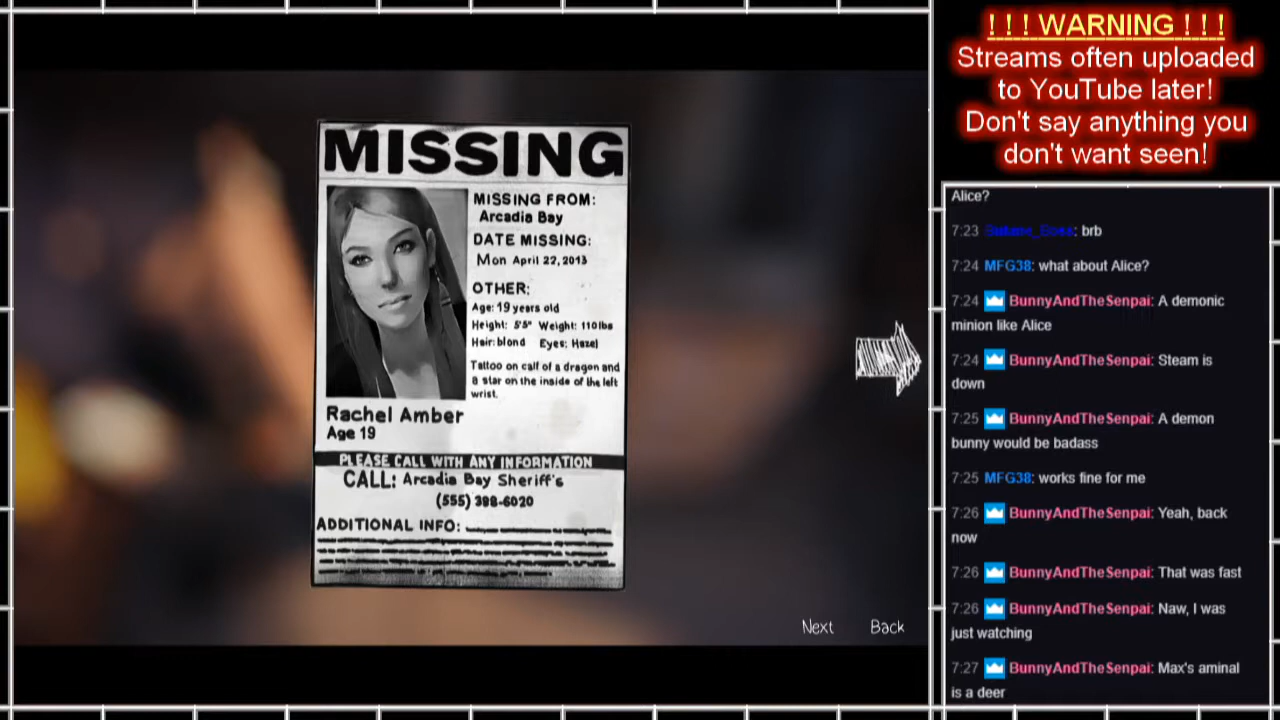 MISSING
MISSING FROM:
Arcadia Bay
DATE MISSING:
Mon April 22, 2013
OTHER:
Age: 19 years old
Height: 5'5" Weight: 110lbs
Hair: blond Eyes: Hazel
Tattoo on calf of a dragon and
a star on the inside of the left
wrist.
Rachel Amber
Age 19
PLEASE CALL WITH ANY INFORMATION
CALL: Arcadia Bay Sheriff's
(555) 388-6020
ADDITIONAL INFO:
Next Back
! ! ! WARNING ! ! !
Streams often uploaded
to YouTube later!
Don't say anything you
don't want seen!
Alice?
7:23 : brb
7:24 MFG38: what about Alice?
7:24 BunnyAndTheSenpai: A demonic
minion like Alice
7:24 BunnyAndTheSenpai: Steam is
down
7:25 BunnyAndTheSenpai: A demon
bunny would be badass
7:25 MFG38: works fine for me
7:26 BunnyAndTheSenpai: Yeah, back
now
7:26 BunnyAndTheSenpai: That was fast
7:26 BunnyAndTheSenpai: Naw, I was
just watching
7:27 BunnyAndTheSenpai: Max's aminal
is a deer